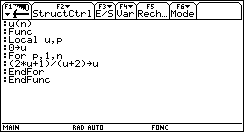 F1 F2 F3 F4 F5 F6
StructCtrl E/S Var Rech… Mode
:u(n)
:Func
:Local u,p
:0→u
:For p,1,n
:(2*u+1)/(u+2)→u
:EndFor
:EndFunc
MAIN RAD AUTO FONC